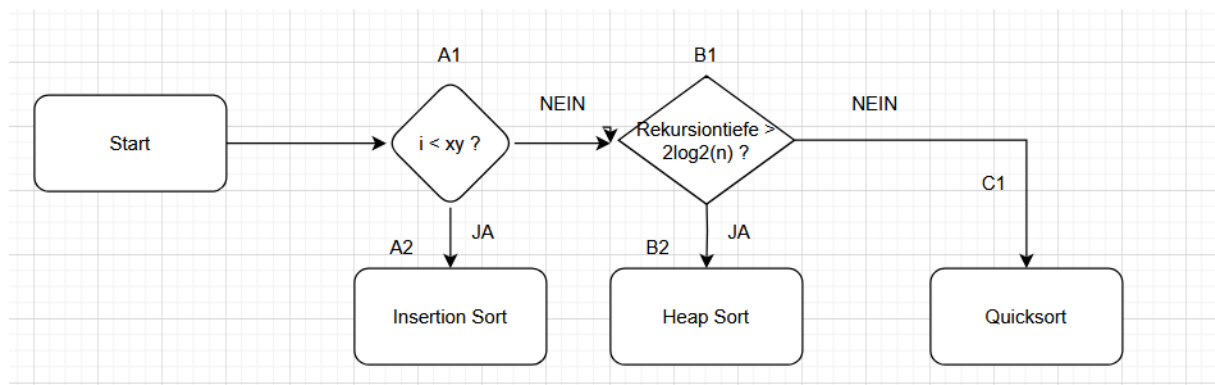 A1
B1
Start
i < xy ?
NEIN
Rekursiontiefe >
2log2(n) ?
NEIN
C1
A2
JA
B2
JA
Insertion Sort
Heap Sort
Quicksort